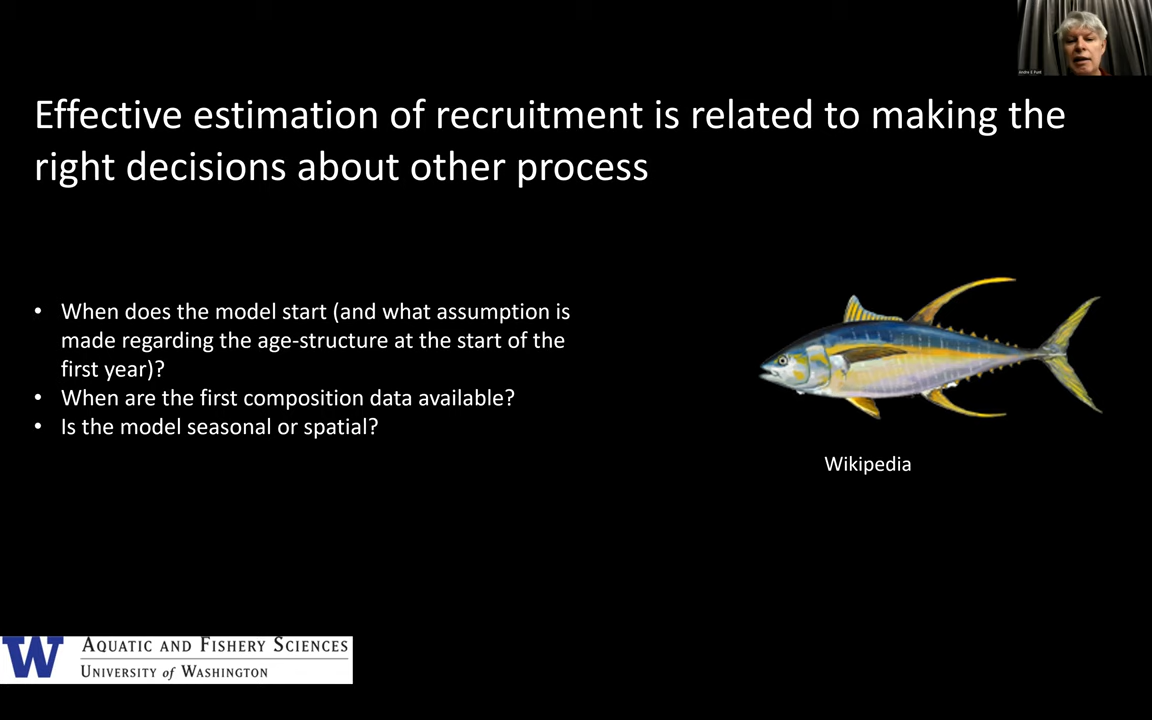 Andre E Punt
Effective estimation of recruitment is related to making the
right decisions about other process
• When does the model start (and what assumption is
made regarding the age-structure at the start of the
first year)?
• When are the first composition data available?
• Is the model seasonal or spatial?
Wikipedia
W AQUATIC AND FISHERY SCIENCES
UNIVERSITY of WASHINGTON